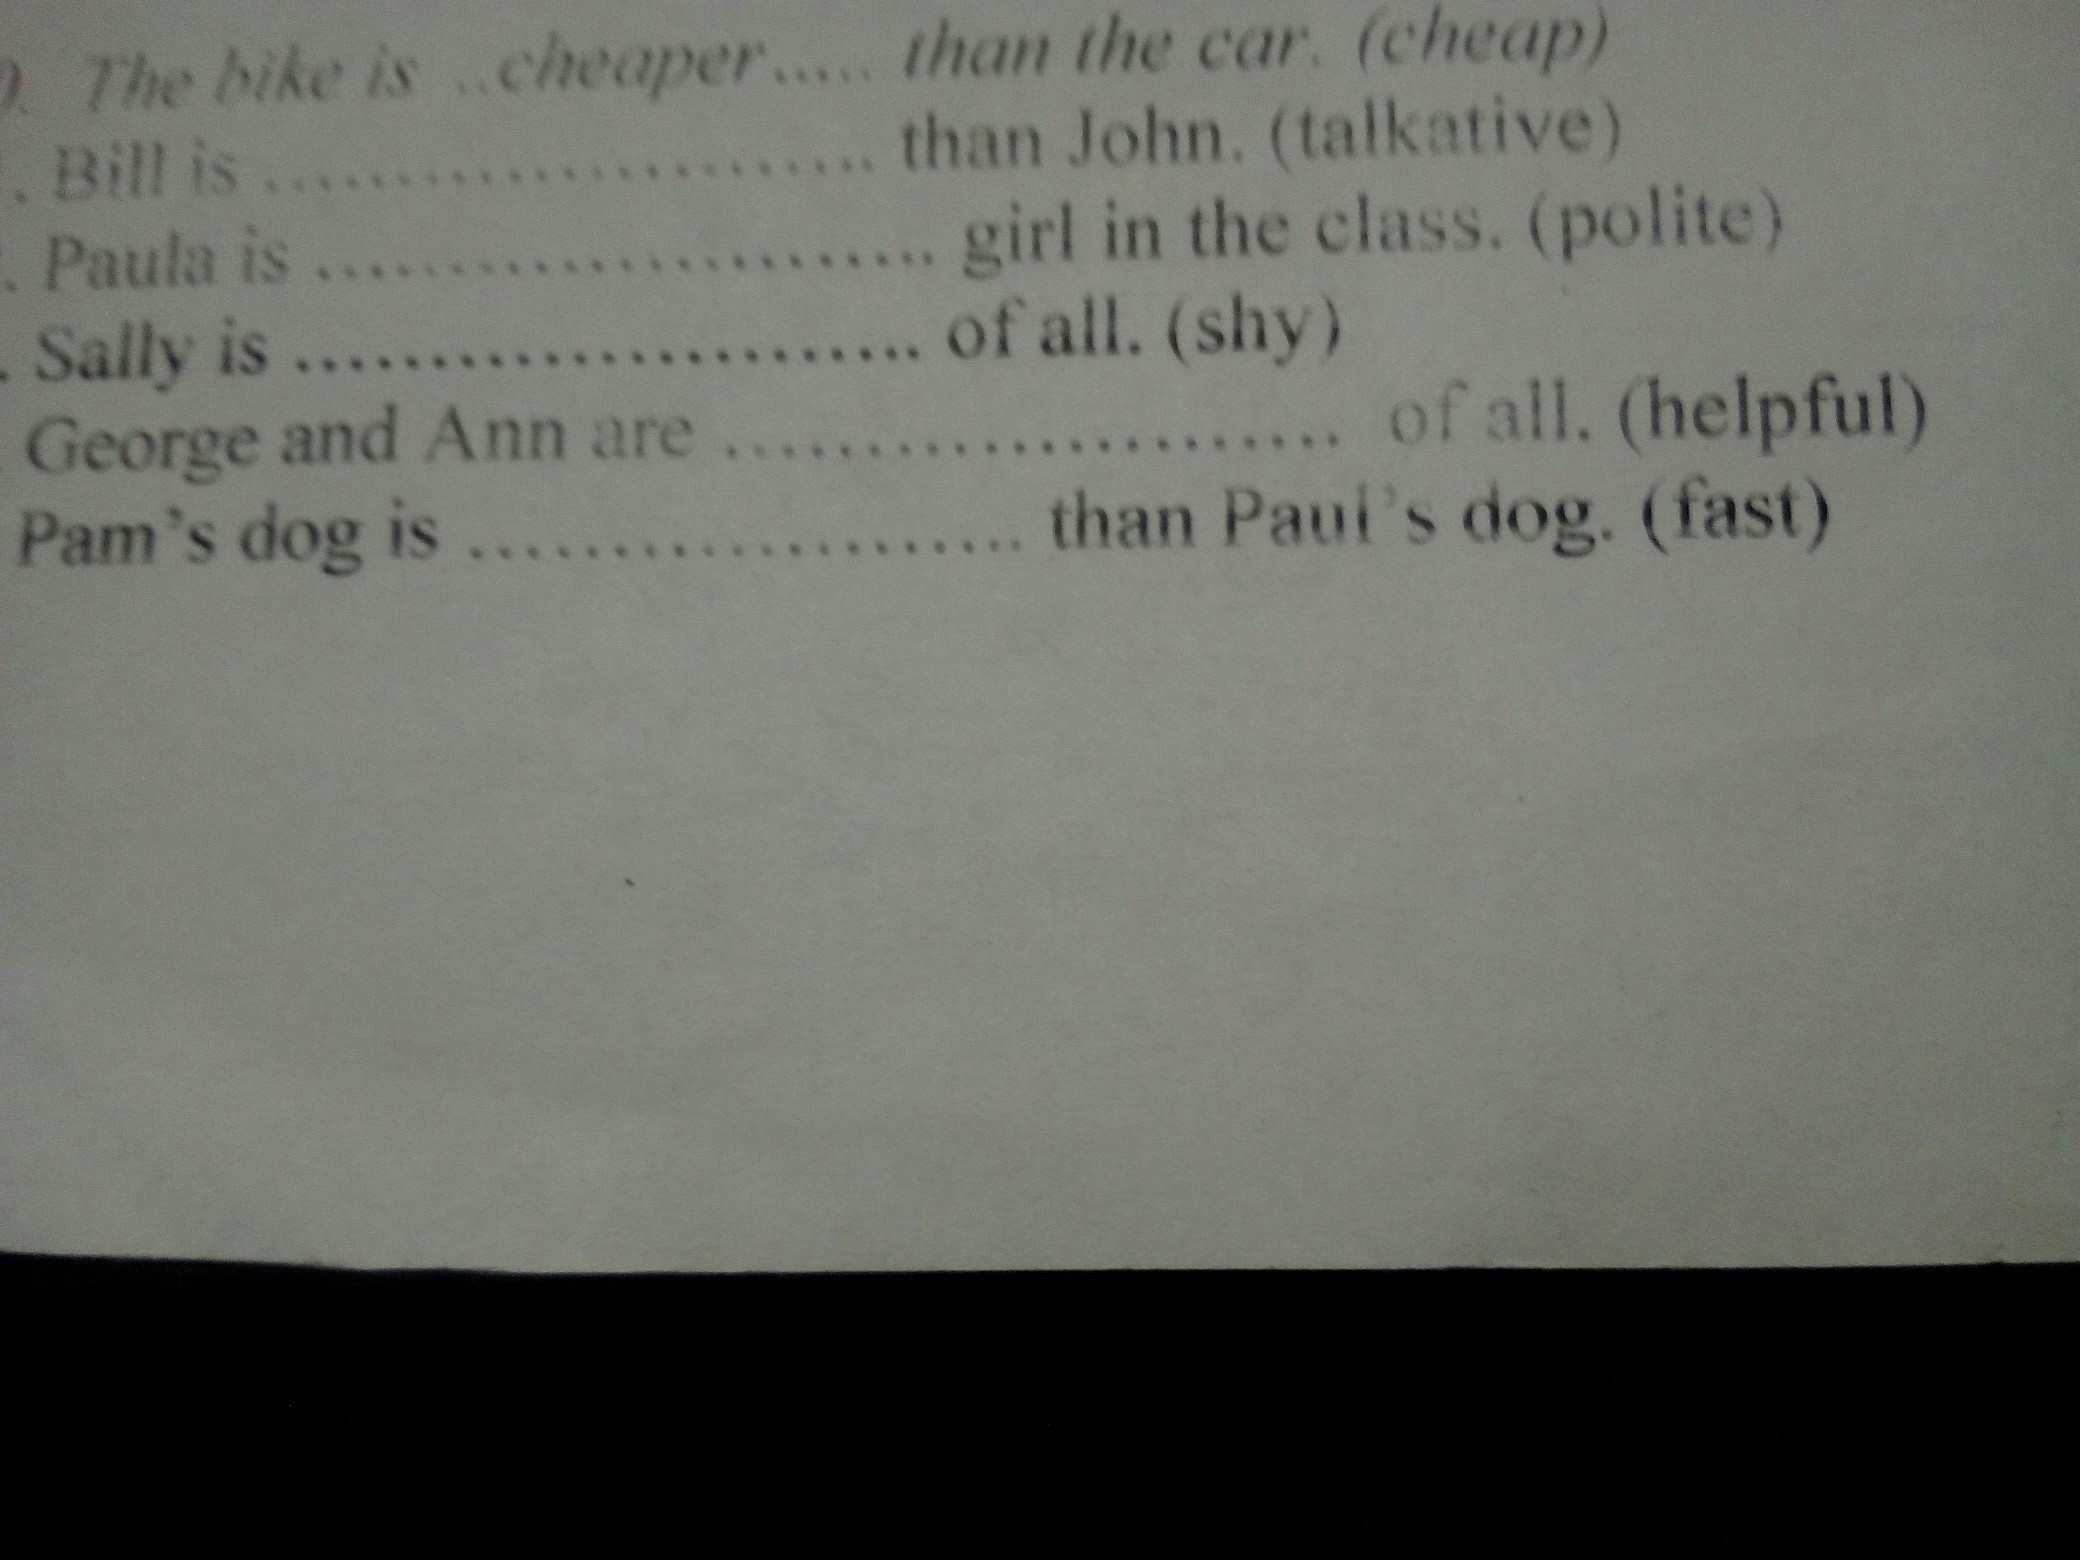 0. The bike is ..cheaper..... than the car. (cheap)
. Bill is ....................... than John. (talkative)
. Paula is ........................ girl in the class. (polite)
. Sally is ........................ of all. (shy)
George and Ann are ...................... of all. (helpful)
Pam's dog is .................... than Paul's dog. (fast)